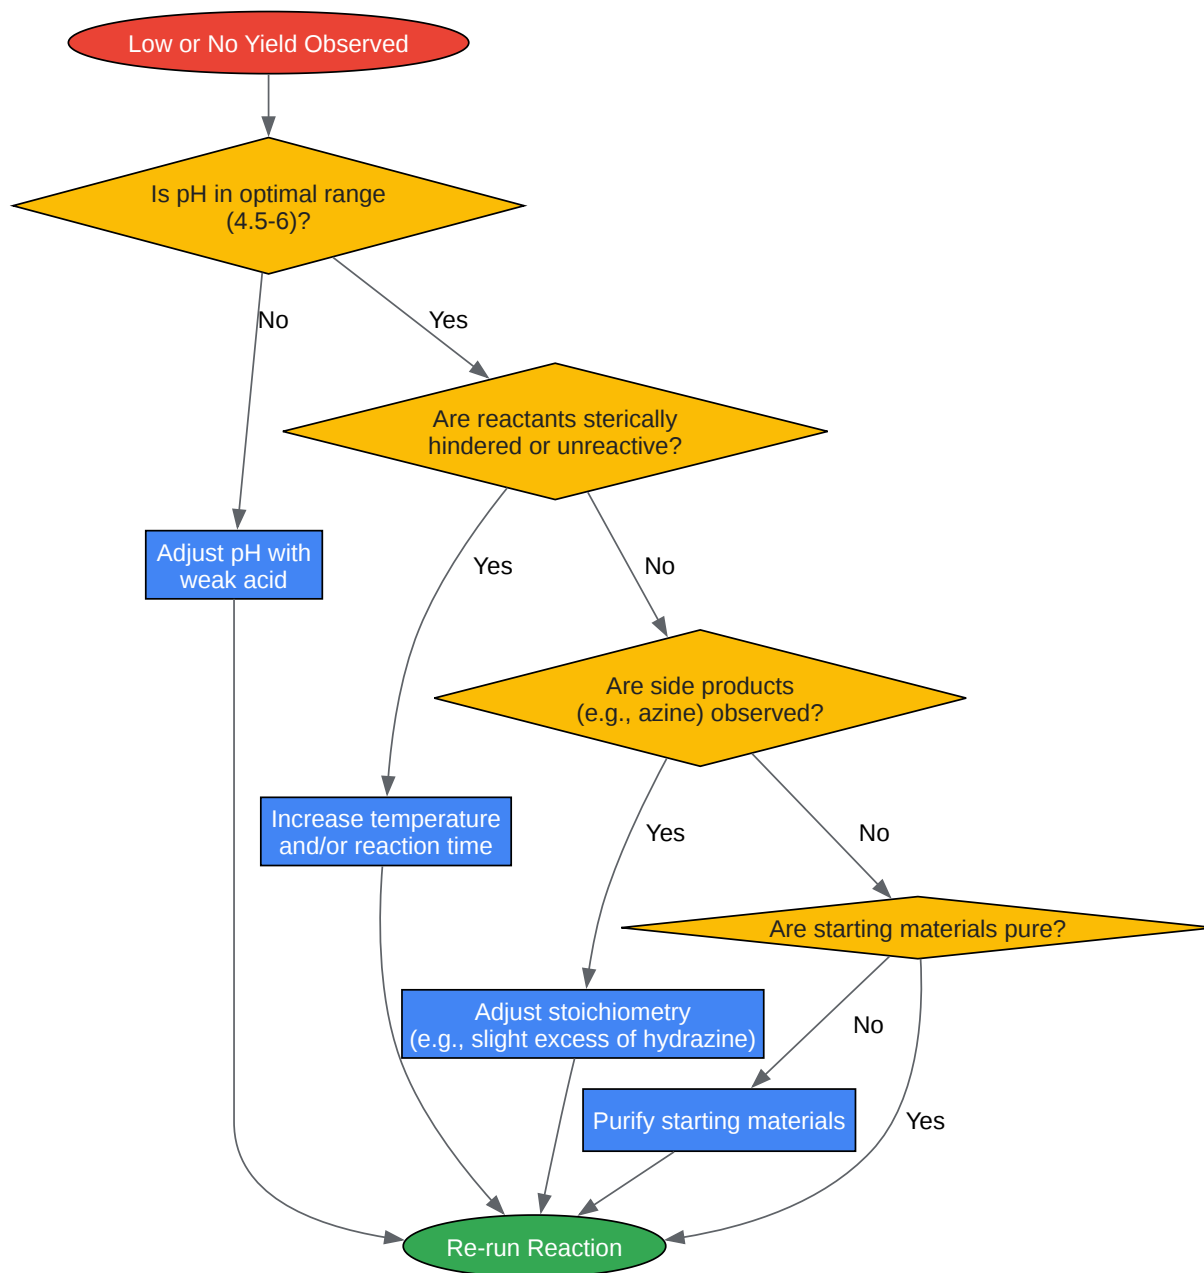 Low or No Yield Observed
Is pH in optimal range
(4.5-6)?
No
Yes
Are reactants sterically
hindered or unreactive?
Adjust pH with
weak acid
Yes
No
Are side products
(e.g., azine) observed?
Increase temperature
and/or reaction time
Yes
No
Are starting materials pure?
Adjust stoichiometry
(e.g., slight excess of hydrazine)
No
Purify starting materials
Yes
Re-run Reaction